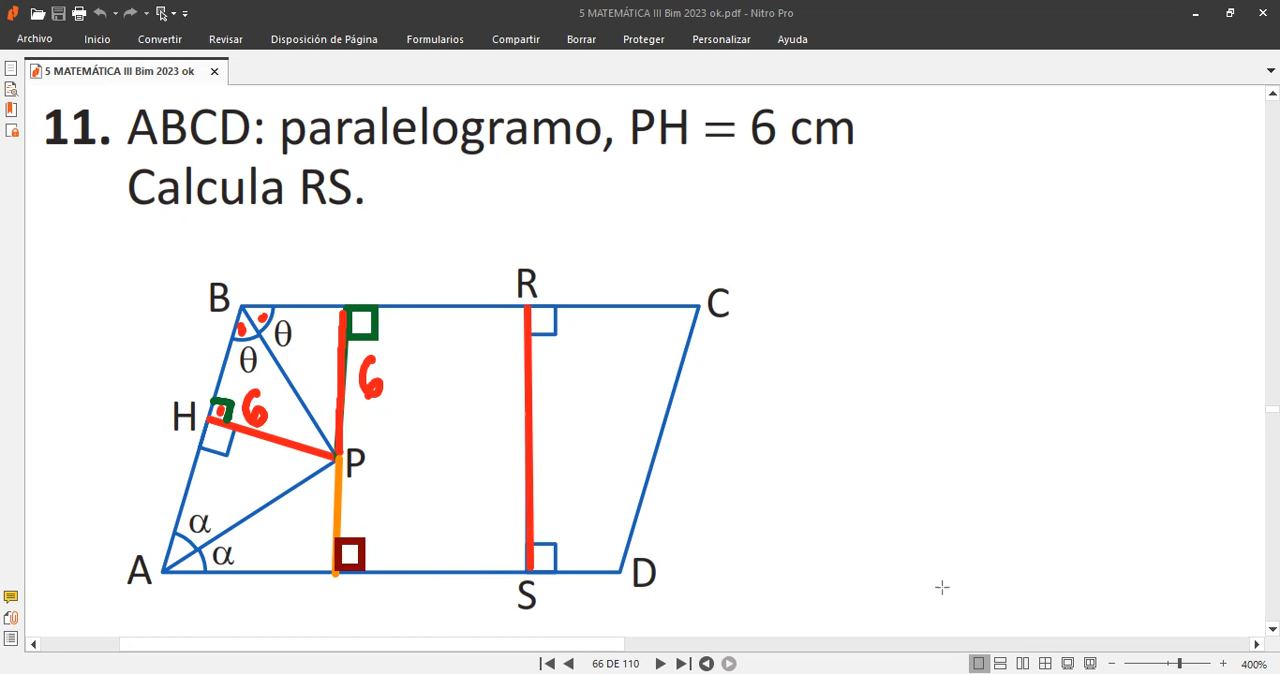 5 MATEMÁTICA III Bim 2023 ok.pdf - Nitro Pro
Archivo Inicio Convertir Revisar Disposición de Página Formularios Compartir Borrar Proteger Personalizar Ayuda
5 MATEMÁTICA III Bim 2023 ok
11. ABCD: paralelogramo, PH = 6 cm
Calcula RS.
R
B
C
θ
θ
6
H
6
P
α
α
A
D
S
66 DE 110
400%